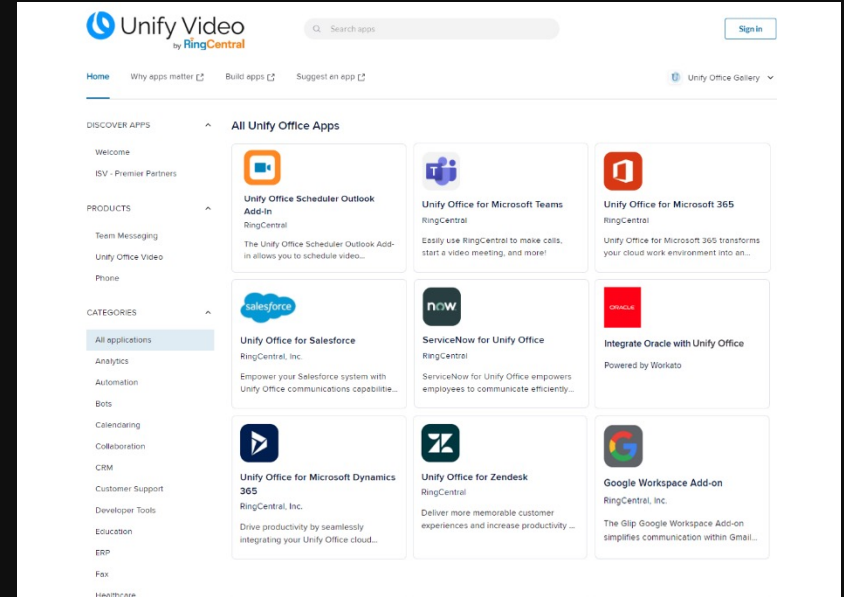 Unify Video
by RingCentral
Search apps
Sign in
Home
Why apps matter
Build apps
Suggest an app
Unify Office Gallery
DISCOVER APPS
Welcome
ISV - Premier Partners
PRODUCTS
Team Messaging
Unify Office Video
Phone
CATEGORIES
All applications
Analytics
Automation
Bots
Calendaring
Collaboration
CRM
Customer Support
Developer Tools
Education
ERP
Fax
Healthcare
All Unify Office Apps
Unify Office Scheduler Outlook
Add-In
RingCentral
The Unify Office Scheduler Outlook Add-
in allows you to schedule video...
Unify Office for Microsoft Teams
RingCentral
Easily use RingCentral to make calls,
start a video meeting, and more!
Unify Office for Microsoft 365
RingCentral
Unify Office for Microsoft 365 transforms
your cloud work environment into an...
salesforce
Unify Office for Salesforce
RingCentral, Inc.
Empower your Salesforce system with
Unify Office communications capabilitie...
now
ServiceNow for Unify Office
RingCentral
ServiceNow for Unify Office empowers
employees to communicate efficiently...
ORACLE
Integrate Oracle with Unify Office
Powered by Workato
Unify Office for Microsoft Dynamics
365
RingCentral, Inc.
Drive productivity by seamlessly
integrating your Unify Office cloud...
Unify Office for Zendesk
RingCentral
Deliver more memorable customer
experiences and increase productivity ...
Google Workspace Add-on
RingCentral, Inc.
The Glip Google Workspace Add-on
simplifies communication within Gmail...